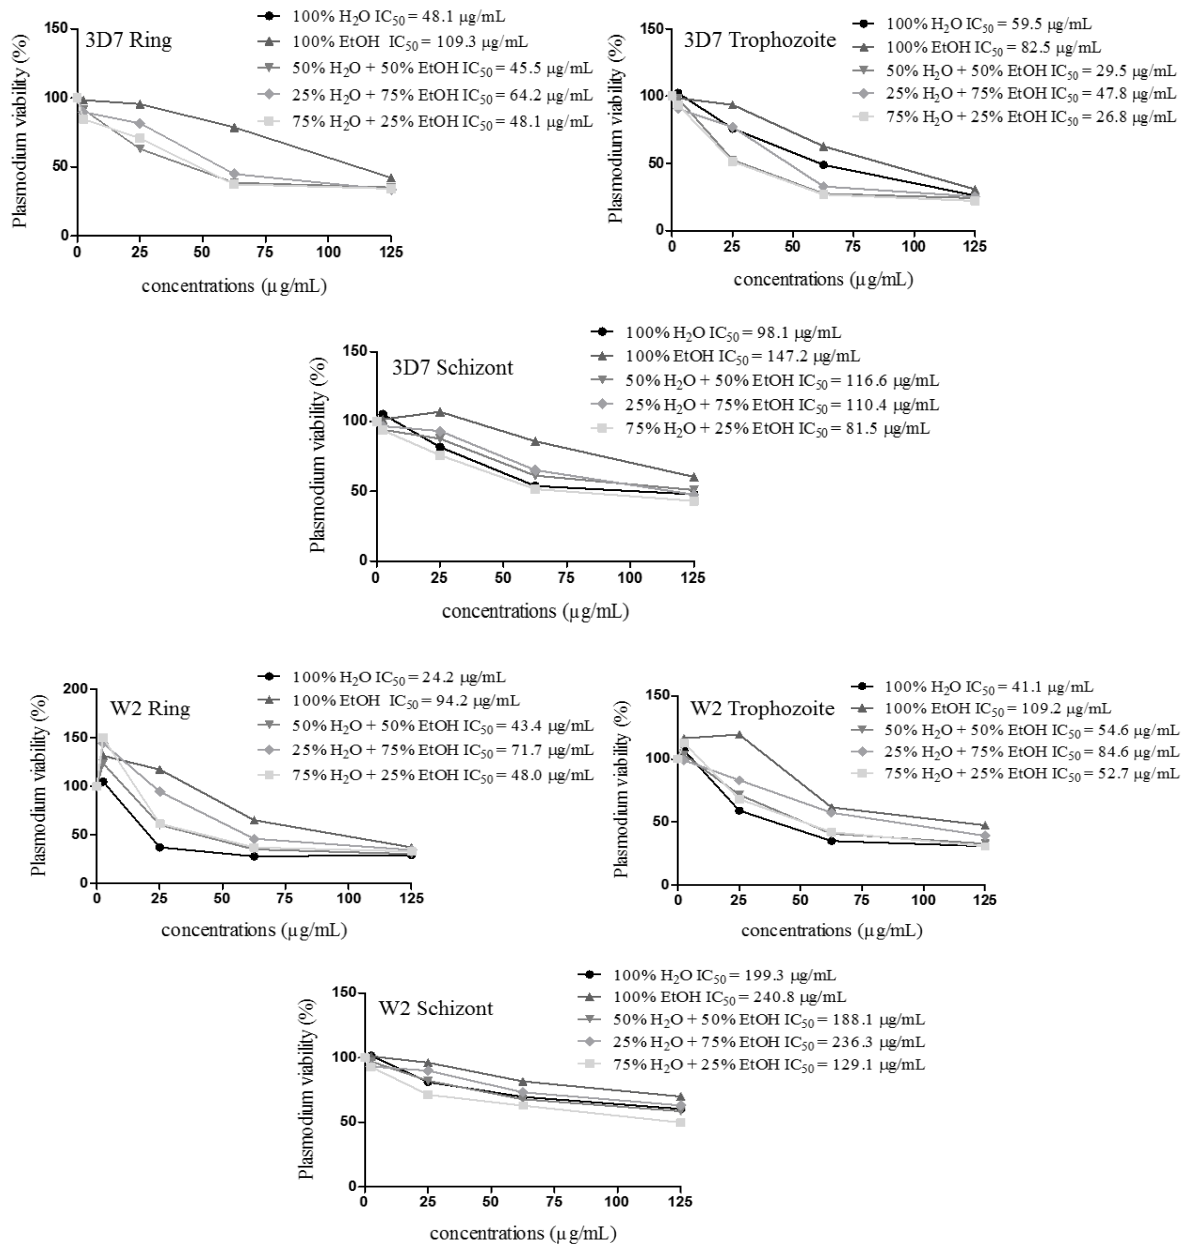 3D7 Ring
100% H₂O IC₅₀ = 48.1 µg/mL
100% EtOH IC₅₀ = 109.3 µg/mL
50% H₂O + 50% EtOH IC₅₀ = 45.5 µg/mL
25% H₂O + 75% EtOH IC₅₀ = 64.2 µg/mL
75% H₂O + 25% EtOH IC₅₀ = 48.1 µg/mL
Plasmodium viability (%)
150
100
50
0
0 25 50 75 100 125
concentrations (µg/mL)
3D7 Trophozoite
100% H₂O IC₅₀ = 59.5 µg/mL
100% EtOH IC₅₀ = 82.5 µg/mL
50% H₂O + 50% EtOH IC₅₀ = 29.5 µg/mL
25% H₂O + 75% EtOH IC₅₀ = 47.8 µg/mL
75% H₂O + 25% EtOH IC₅₀ = 26.8 µg/mL
Plasmodium viability (%)
150
100
50
0
0 25 50 75 100 125
concentrations (µg/mL)
3D7 Schizont
100% H₂O IC₅₀ = 98.1 µg/mL
100% EtOH IC₅₀ = 147.2 µg/mL
50% H₂O + 50% EtOH IC₅₀ = 116.6 µg/mL
25% H₂O + 75% EtOH IC₅₀ = 110.4 µg/mL
75% H₂O + 25% EtOH IC₅₀ = 81.5 µg/mL
Plasmodium viability (%)
150
100
50
0
0 25 50 75 100 125
concentrations (µg/mL)
W2 Ring
100% H₂O IC₅₀ = 24.2 µg/mL
100% EtOH IC₅₀ = 94.2 µg/mL
50% H₂O + 50% EtOH IC₅₀ = 43.4 µg/mL
25% H₂O + 75% EtOH IC₅₀ = 71.7 µg/mL
75% H₂O + 25% EtOH IC₅₀ = 48.0 µg/mL
Plasmodium viability (%)
200
150
100
50
0
0 25 50 75 100 125
concentrations (µg/mL)
W2 Trophozoite
100% H₂O IC₅₀ = 41.1 µg/mL
100% EtOH IC₅₀ = 109.2 µg/mL
50% H₂O + 50% EtOH IC₅₀ = 54.6 µg/mL
25% H₂O + 75% EtOH IC₅₀ = 84.6 µg/mL
75% H₂O + 25% EtOH IC₅₀ = 52.7 µg/mL
Plasmodium viability (%)
150
100
50
0
0 25 50 75 100 125
concentrations (µg/mL)
W2 Schizont
100% H₂O IC₅₀ = 199.3 µg/mL
100% EtOH IC₅₀ = 240.8 µg/mL
50% H₂O + 50% EtOH IC₅₀ = 188.1 µg/mL
25% H₂O + 75% EtOH IC₅₀ = 236.3 µg/mL
75% H₂O + 25% EtOH IC₅₀ = 129.1 µg/mL
Plasmodium viability (%)
150
100
50
0
0 25 50 75 100 125
concentrations (µg/mL)